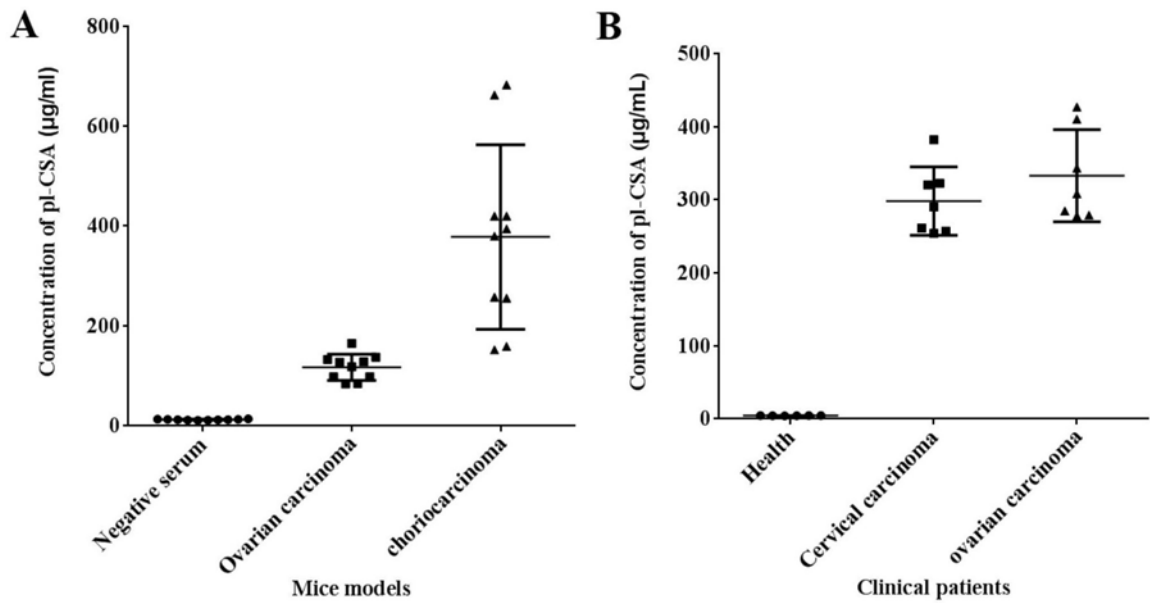 A
Concentration of pl-CSA (µg/ml)
800
600
400
200
0
Negative serum
Ovarian carcinoma
choriocarcinoma
Mice models
B
Concentration of pl-CSA (µg/mL)
500
400
300
200
100
0
Health
Cervical carcinoma
ovarian carcinoma
Clinical patients